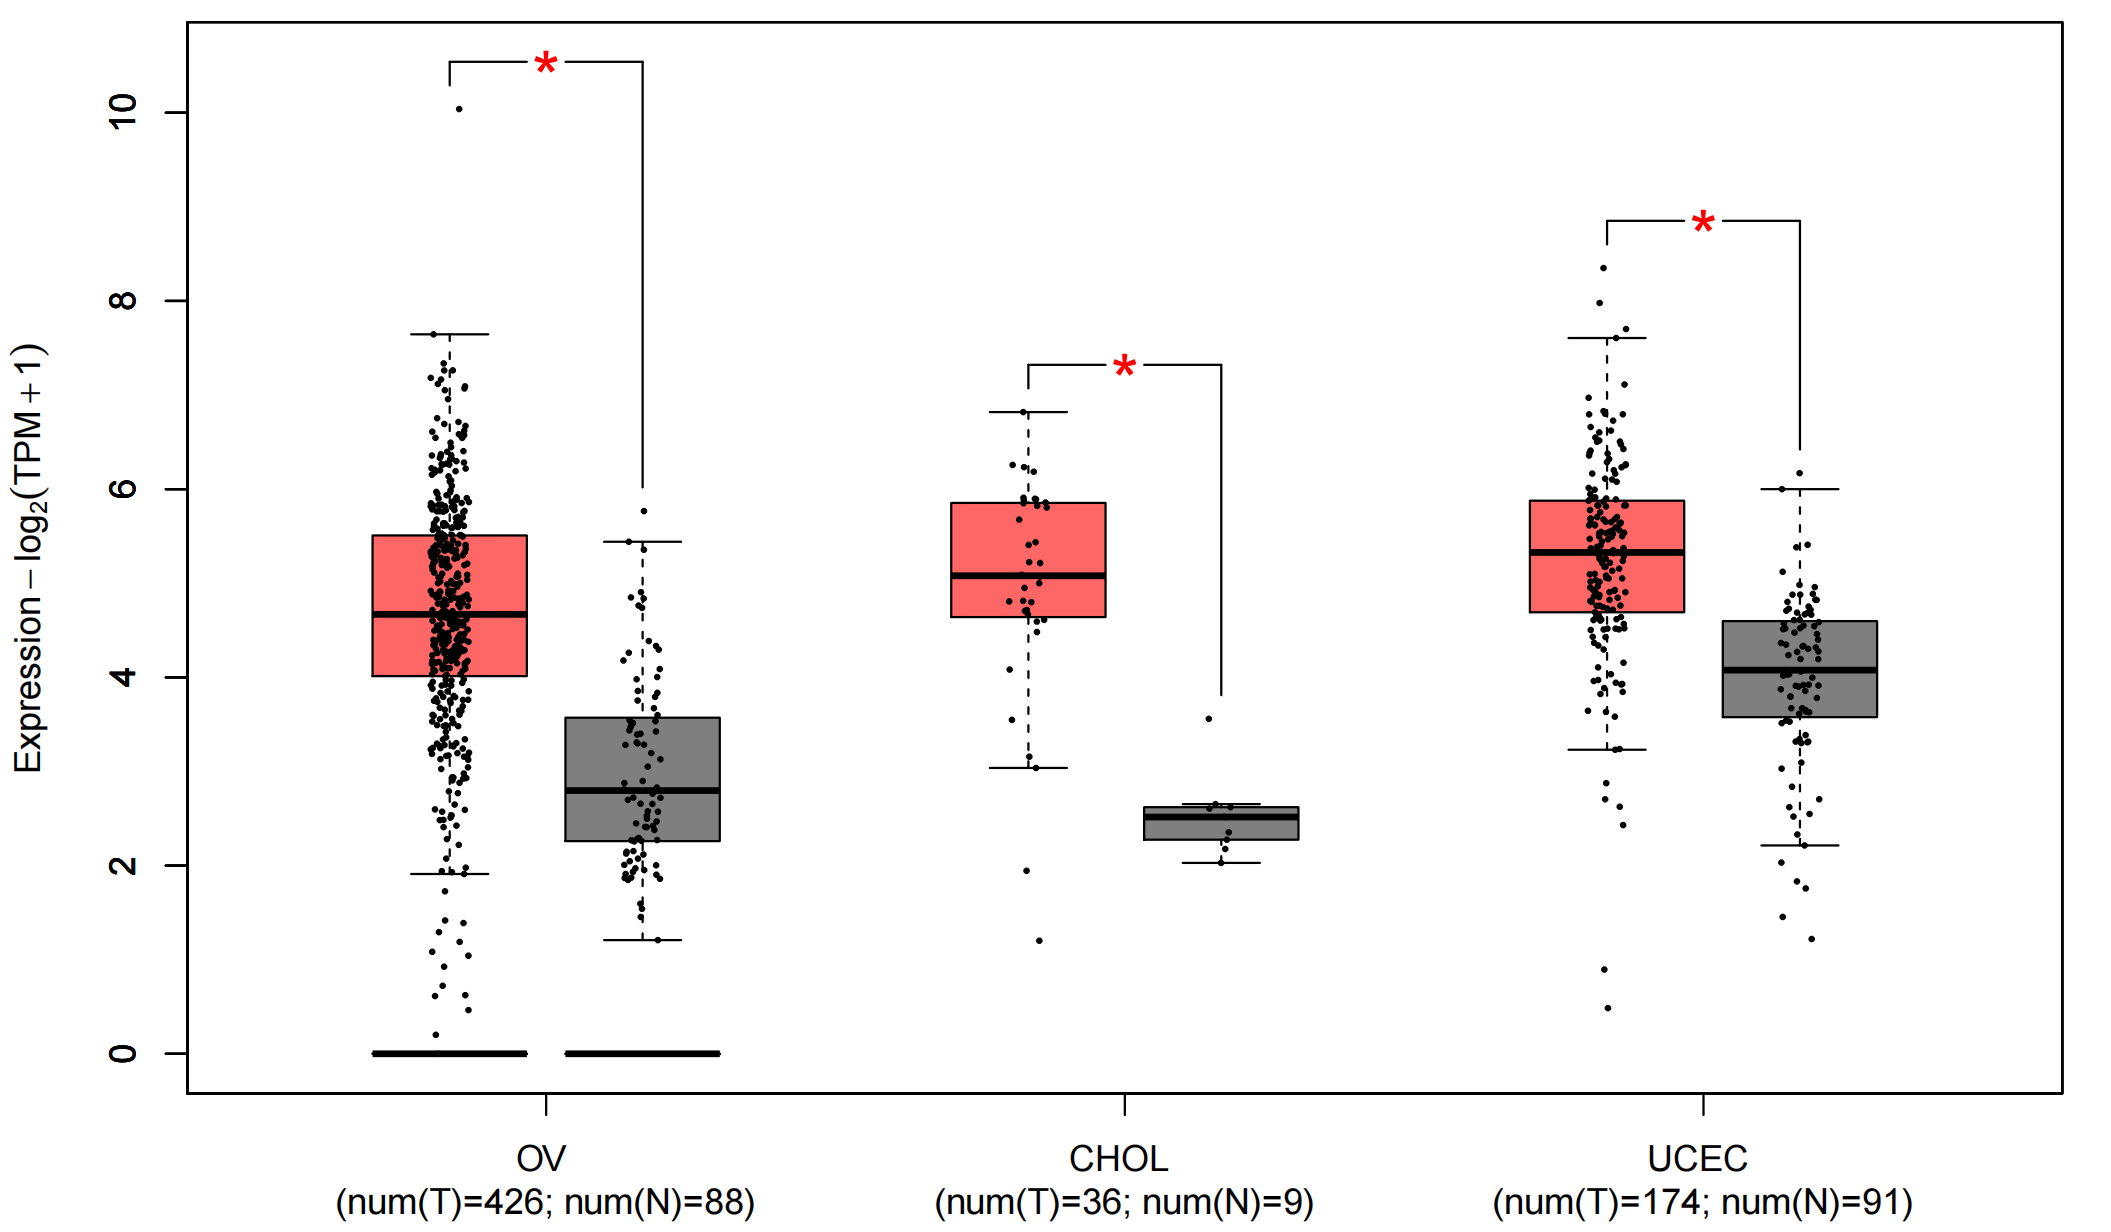 *
*
*
10
8
6
4
2
0
Expression – log₂(TPM + 1)
OV
(num(T)=426; num(N)=88)
CHOL
(num(T)=36; num(N)=9)
UCEC
(num(T)=174; num(N)=91)